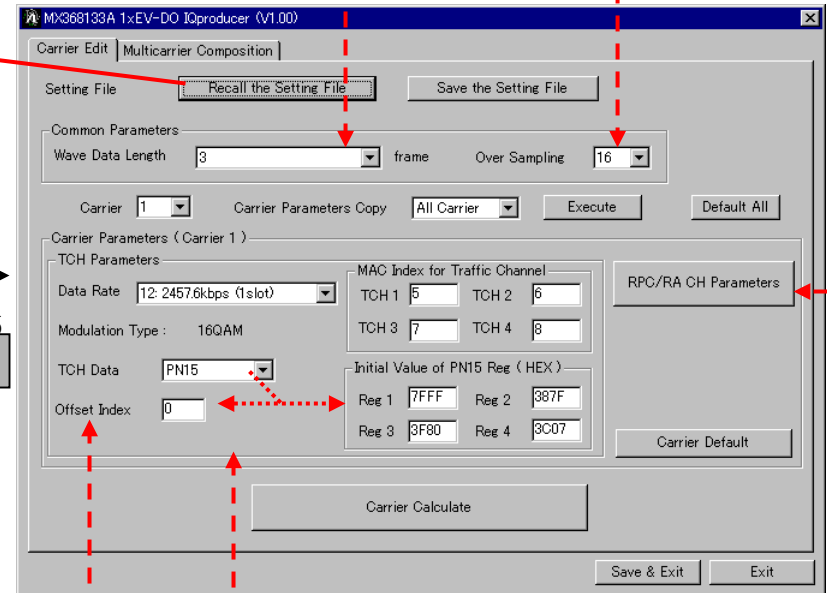 MX368133A 1xEV-DO IQproducer (V1.00)
Carrier Edit Multicarrier Composition
Setting File Recall the Setting File Save the Setting File
Common Parameters
Wave Data Length 3 frame Over Sampling 16
Carrier 1 Carrier Parameters Copy All Carrier Execute Default All
Carrier Parameters ( Carrier 1 )
TCH Parameters
MAC Index for Traffic Channel
Data Rate 12: 2457.6kbps (1slot)
TCH 1 5 TCH 2 6
RPC/RA CH Parameters
Modulation Type : 16QAM
TCH 3 7 TCH 4 8
TCH Data PN15
Initial Value of PN15 Reg ( HEX )
Offset Index 0
Reg 1 7FFF Reg 2 387F
Reg 3 3F80 Reg 4 3C07
Carrier Default
Carrier Calculate
Save & Exit Exit